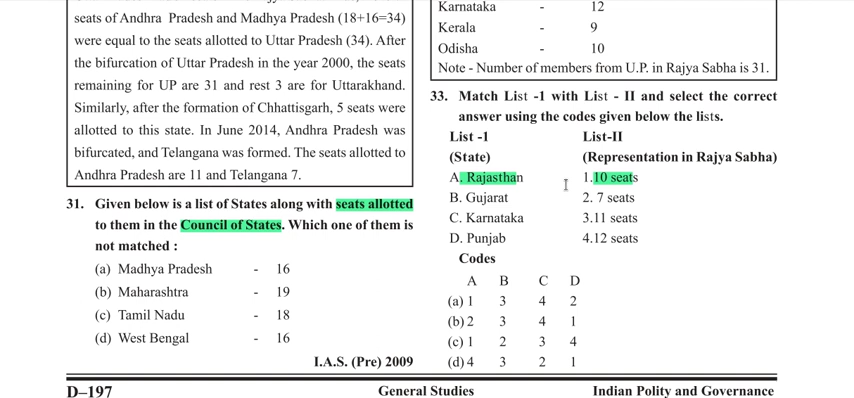 seats of Andhra Pradesh and Madhya Pradesh (18+16=34)
were equal to the seats allotted to Uttar Pradesh (34). After
the bifurcation of Uttar Pradesh in the year 2000, the seats
remaining for UP are 31 and rest 3 are for Uttarakhand.
Similarly, after the formation of Chhattisgarh, 5 seats were
allotted to this state. In June 2014, Andhra Pradesh was
bifurcated, and Telangana was formed. The seats allotted to
Andhra Pradesh are 11 and Telangana 7.
31. Given below is a list of States along with seats allotted
to them in the Council of States. Which one of them is
not matched :
(a) Madhya Pradesh - 16
(b) Maharashtra - 19
(c) Tamil Nadu - 18
(d) West Bengal - 16
I.A.S. (Pre) 2009
Karnataka - 12
Kerala - 9
Odisha - 10
Note - Number of members from U.P. in Rajya Sabha is 31.
33. Match List -1 with List - II and select the correct
answer using the codes given below the lists.
List -1 List-II
(State) (Representation in Rajya Sabha)
A. Rajasthan 1.10 seats
B. Gujarat 2. 7 seats
C. Karnataka 3.11 seats
D. Punjab 4.12 seats
Codes
A B C D
(a) 1 3 4 2
(b) 2 3 4 1
(c) 1 2 3 4
(d) 4 3 2 1
D–197 General Studies Indian Polity and Governance